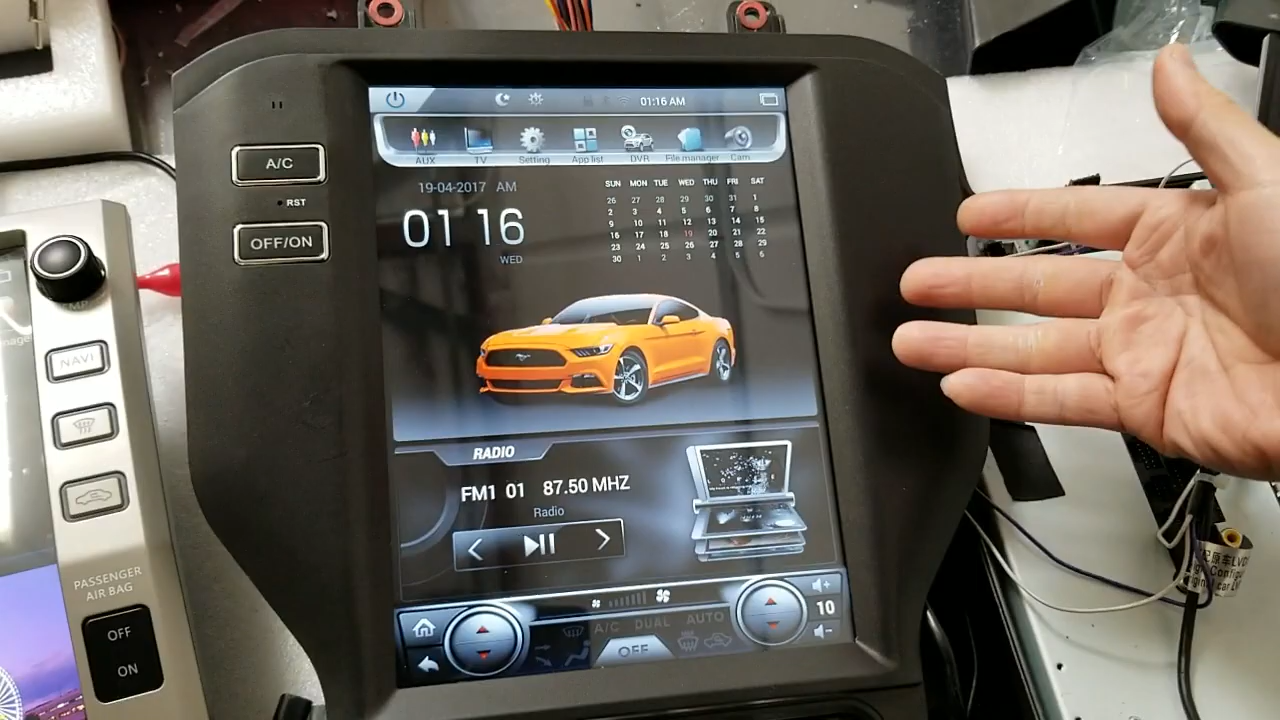 01:16 AM
AUX TV Setting App list DVR File manager Cam
A/C
RST
OFF/ON
19-04-2017 AM
01 16
WED
SUN MON TUE WED THU FRI SAT
26 27 28 29 30 31 1
2 3 4 5 6 7 8
9 10 11 12 13 14 15
16 17 18 19 20 21 22
23 24 25 26 27 28 29
30 1 2 3 4 5 6
RADIO
FM1 01 87.50 MHZ
Radio
A/C DUAL AUTO
OFF
10
NAVI
PASSENGER
AIR BAG
OFF
ON